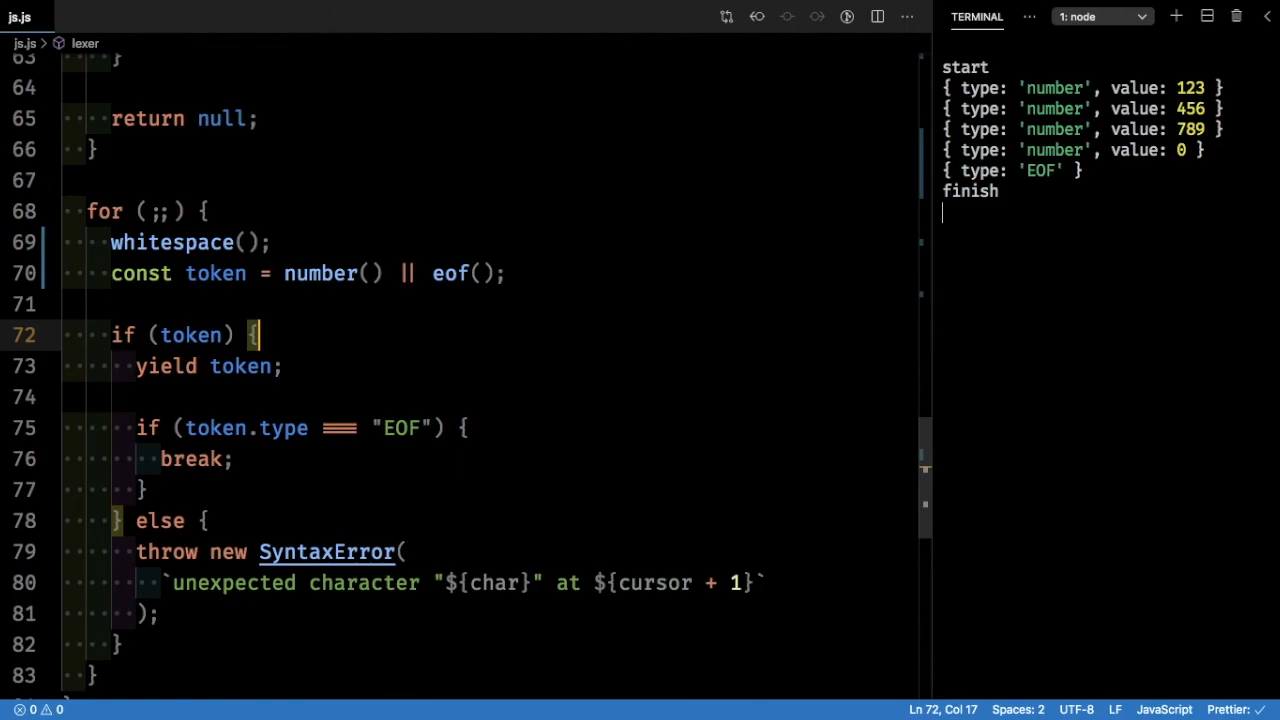 js.js
js.js > lexer
63 }
64
65 return null;
66 }
67
68 for (;;) {
69 whitespace();
70 const token = number() || eof();
71
72 if (token) {
73 yield token;
74
75 if (token.type === "EOF") {
76 break;
77 }
78 } else {
79 throw new SyntaxError(
80 `unexpected character "${char}" at ${cursor + 1}`
81 );
82 }
83 }
TERMINAL ... 1: node
start
{ type: 'number', value: 123 }
{ type: 'number', value: 456 }
{ type: 'number', value: 789 }
{ type: 'number', value: 0 }
{ type: 'EOF' }
finish
0 0 Ln 72, Col 17 Spaces: 2 UTF-8 LF JavaScript Prettier: ✓